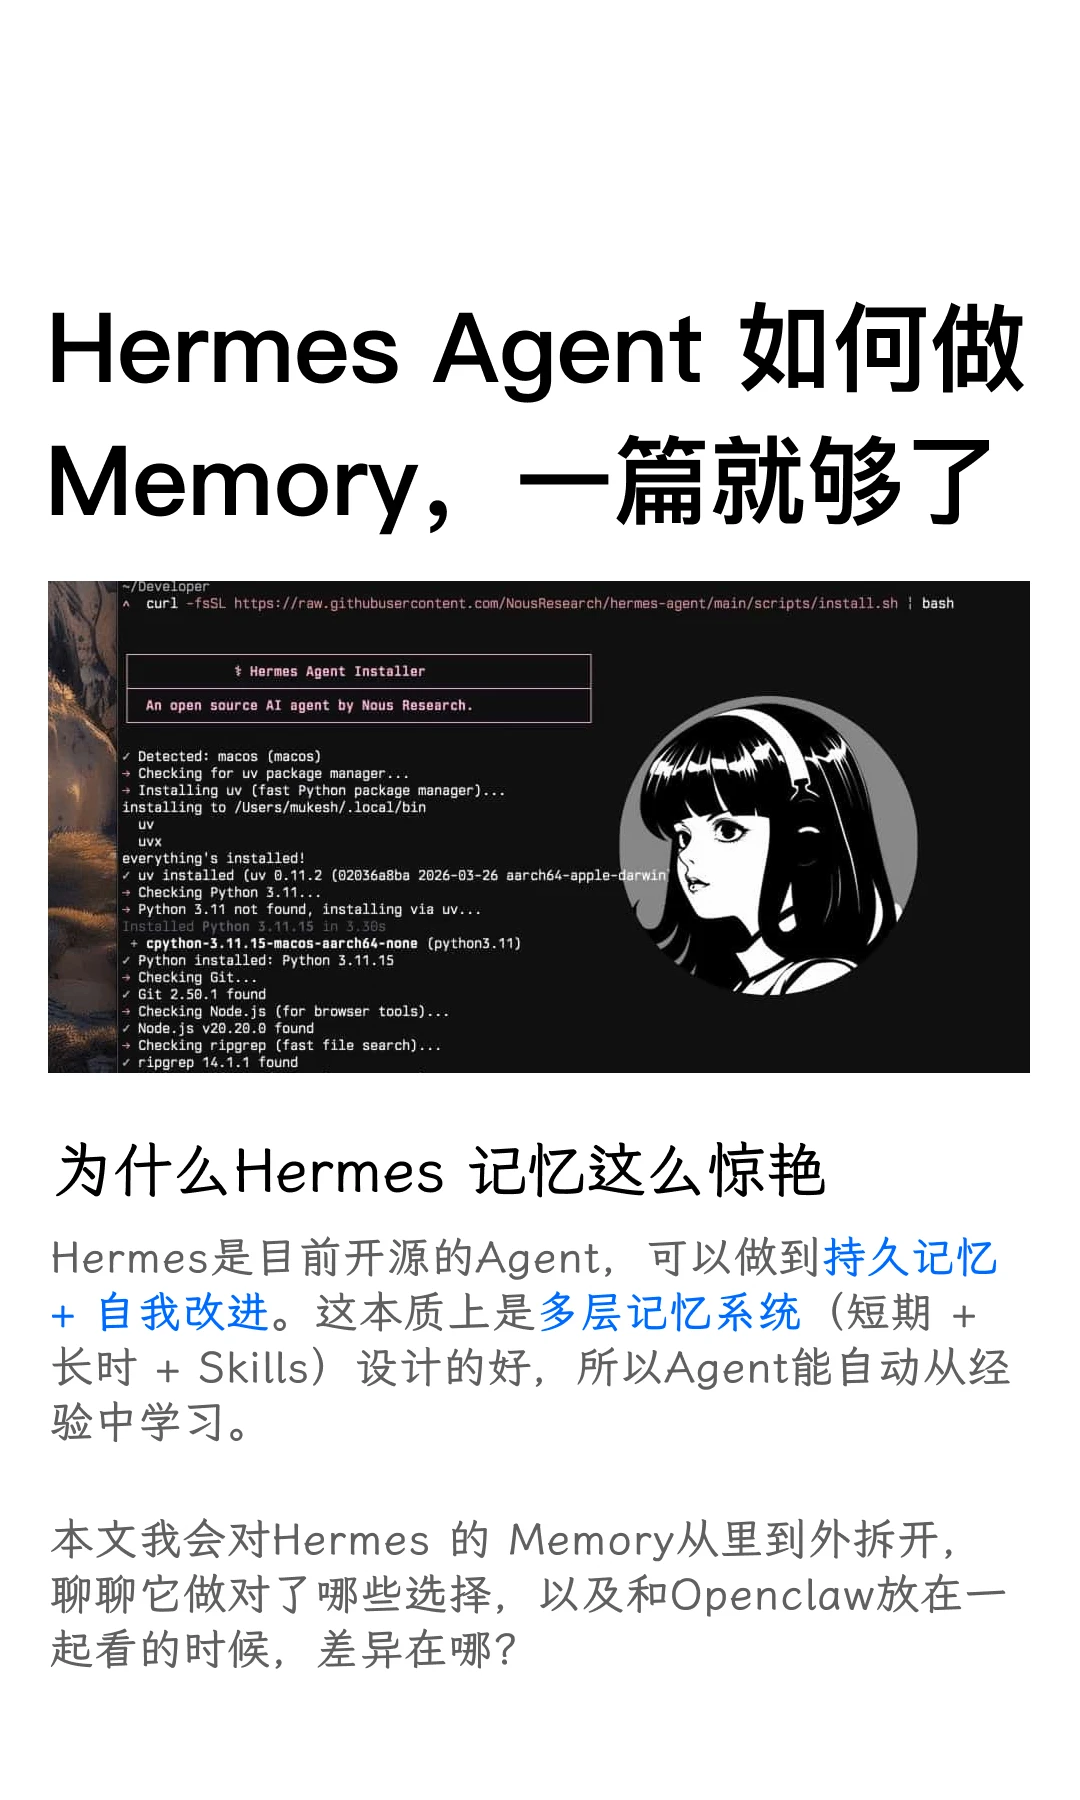 Hermes Agent 如何做
Memory，一篇就够了
~/Developer
^ curl -fsSL https://raw.githubusercontent.com/NousResearch/hermes-agent/main/scripts/install.sh ¦ bash
⚕ Hermes Agent Installer
An open source AI agent by Nous Research.
✓ Detected: macos (macos)
→ Checking for uv package manager...
→ Installing uv (fast Python package manager)...
installing to /Users/mukesh/.local/bin
uv
uvx
everything's installed!
✓ uv installed (uv 0.11.2 (02036a8ba 2026-03-26 aarch64-apple-darwin
→ Checking Python 3.11...
→ Python 3.11 not found, installing via uv...
Installed Python 3.11.15 in 3.30s
+ cpython-3.11.15-macos-aarch64-none (python3.11)
✓ Python installed: Python 3.11.15
→ Checking Git...
✓ Git 2.50.1 found
→ Checking Node.js (for browser tools)...
✓ Node.js v20.20.0 found
→ Checking ripgrep (fast file search)...
✓ ripgrep 14.1.1 found
为什么Hermes 记忆这么惊艳
Hermes是目前开源的Agent，可以做到持久记忆
+ 自我改进。这本质上是多层记忆系统（短期 +
长时 + Skills）设计的好，所以Agent能自动从经
验中学习。
本文我会对Hermes 的 Memory从里到外拆开，
聊聊它做对了哪些选择，以及和Openclaw放在一
起看的时候，差异在哪？